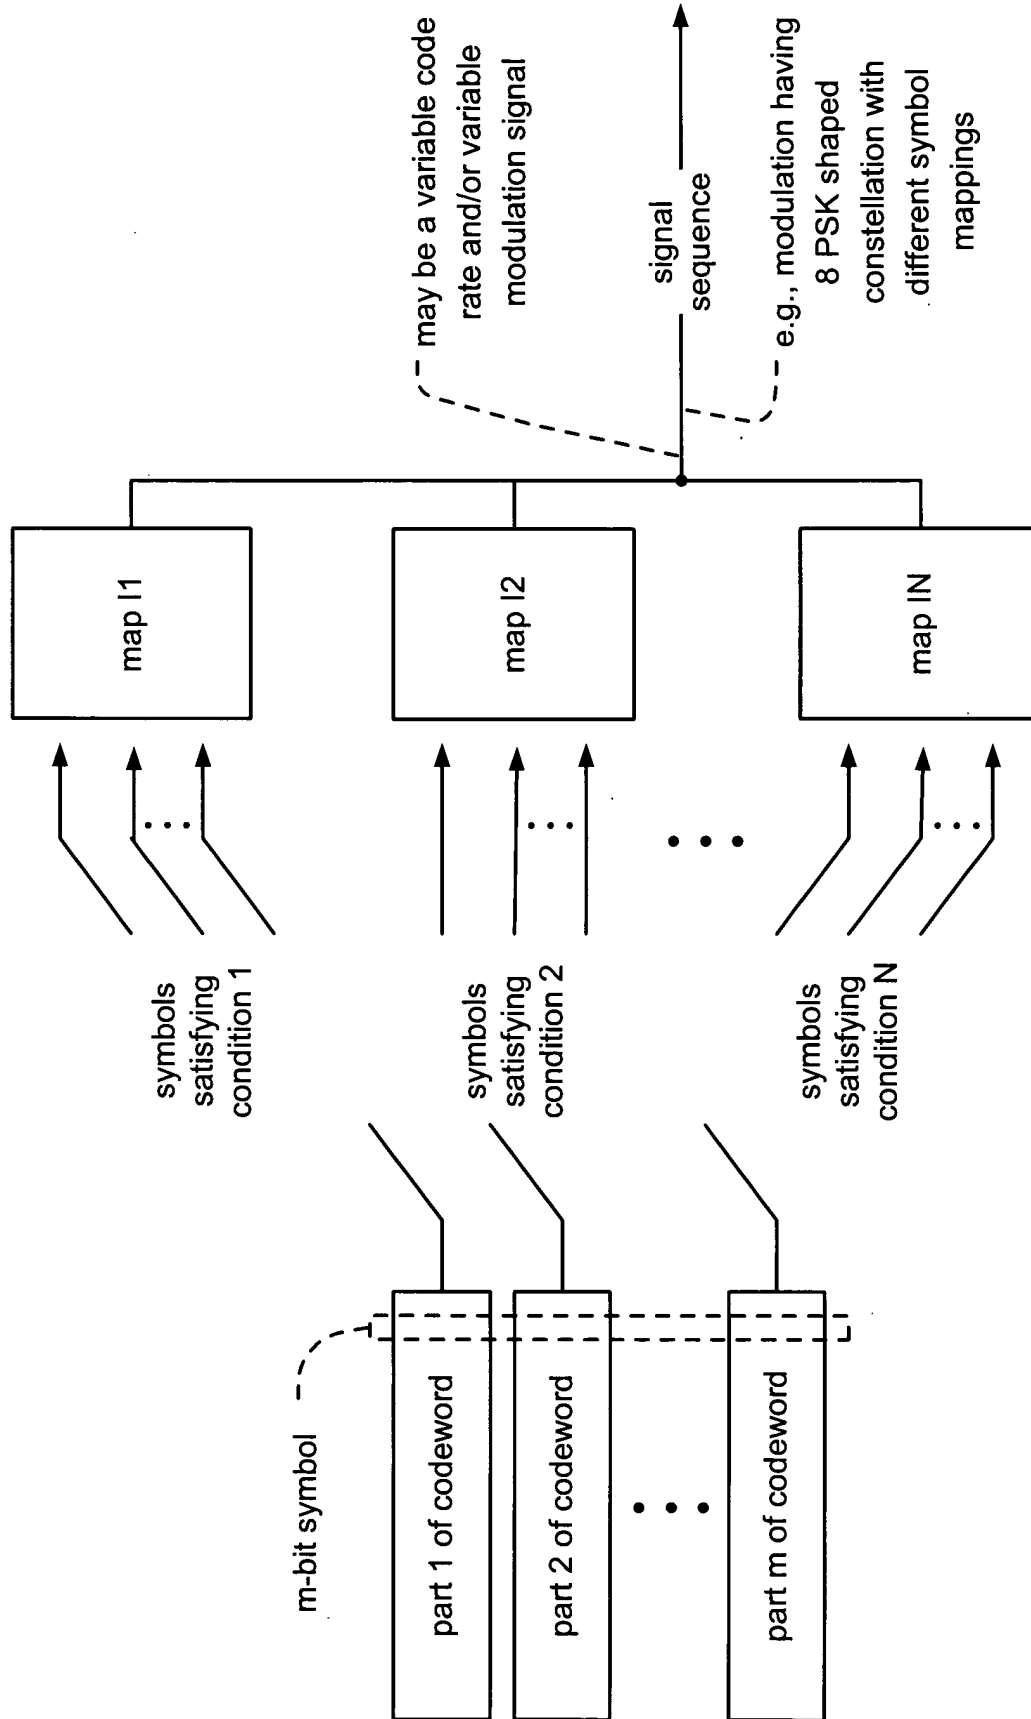 m-bit symbol
part 1 of codeword
part 2 of codeword
part m of codeword
symbols
satisfying
condition 1
symbols
satisfying
condition 2
symbols
satisfying
condition N
map I1
map I2
map IN
may be a variable code
rate and/or variable
modulation signal
signal
sequence
e.g., modulation having
8 PSK shaped
constellation with
different symbol
mappings